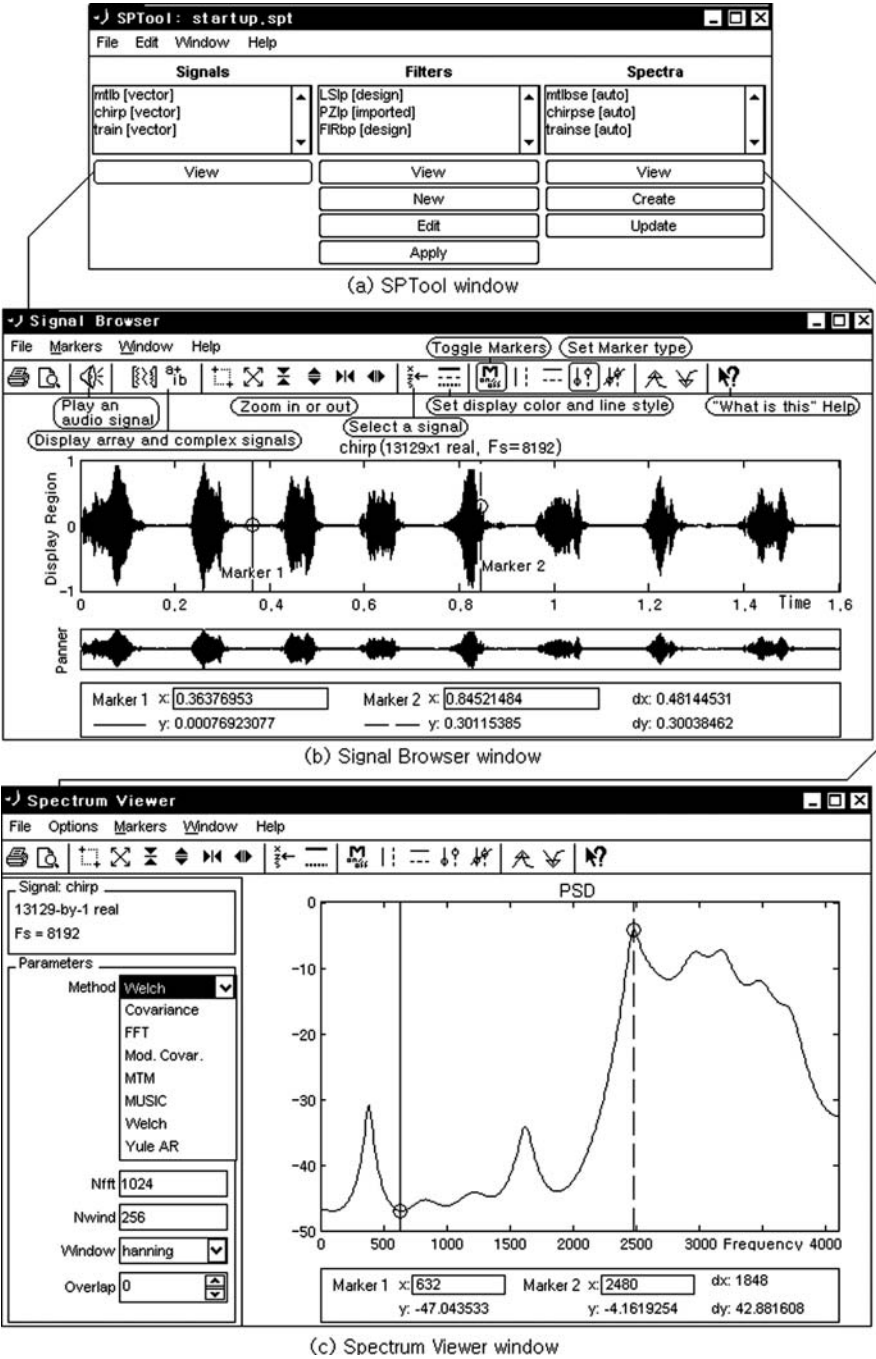 SPTool: startup.spt
File Edit Window Help
Signals Filters Spectra
mtlb [vector] LSlp [design] mtlbse [auto]
chirp [vector] PZlp [imported] chirpse [auto]
train [vector] FIRbp [design] trainse [auto]
View View View
New Create
Edit Update
Apply
(a) SPTool window
Signal Browser
File Markers Window Help
Toggle Markers Set Marker type
Play an audio signal
Zoom in or out
Set display color and line style
"What is this" Help
Display array and complex signals
Select a signal
chirp (13129x1 real, Fs=8192)
Display Region
1
0
-1
Marker 1 Marker 2
0 0.2 0.4 0.6 0.8 1 1.2 1.4 Time 1.6
Panner
Marker 1 x: 0.36376953 Marker 2 x: 0.84521484 dx: 0.48144531
y: 0.00076923077 y: 0.30115385 dy: 0.30038462
(b) Signal Browser window
Spectrum Viewer
File Options Markers Window Help
Signal: chirp
13129-by-1 real
Fs = 8192
Parameters
Method Welch
Covariance
FFT
Mod. Covar.
MTM
MUSIC
Welch
Yule AR
Nfft 1024
Nwind 256
Window hanning
Overlap 0
PSD
0
-10
-20
-30
-40
-50
0 500 1000 1500 2000 2500 3000 Frequency 4000
Marker 1 x: 632 Marker 2 x: 2480 dx: 1848
y: -47.043533 y: -4.1619254 dy: 42.881608
(c) Spectrum Viewer window